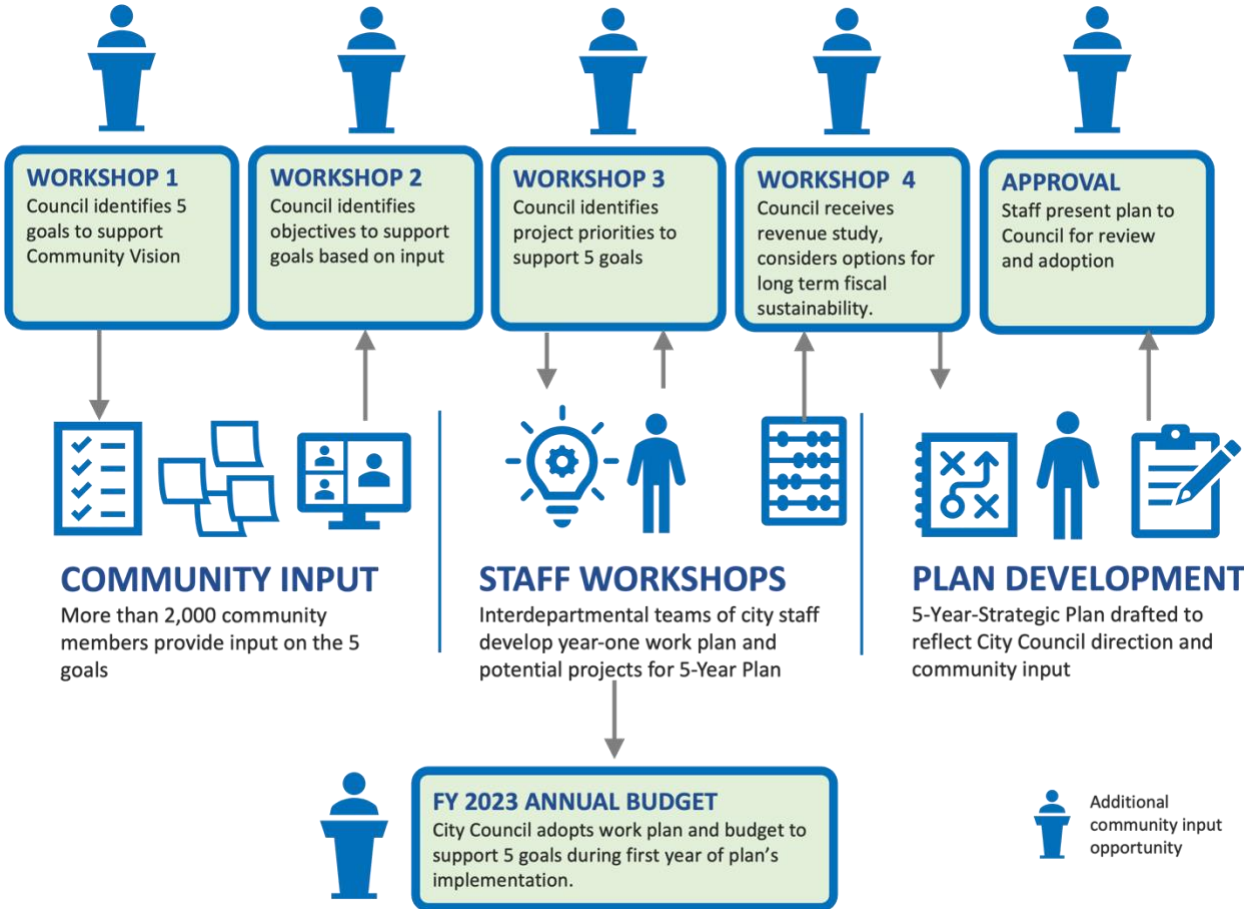 WORKSHOP 1
Council identifies 5
goals to support
Community Vision
WORKSHOP 2
Council identifies
objectives to support
goals based on input
WORKSHOP 3
Council identifies
project priorities to
support 5 goals
WORKSHOP 4
Council receives
revenue study,
considers options for
long term fiscal
sustainability.
APPROVAL
Staff present plan to
Council for review
and adoption
COMMUNITY INPUT
More than 2,000 community
members provide input on the 5
goals
STAFF WORKSHOPS
Interdepartmental teams of city staff
develop year-one work plan and
potential projects for 5-Year Plan
PLAN DEVELOPMENT
5-Year-Strategic Plan drafted to
reflect City Council direction and
community input
FY 2023 ANNUAL BUDGET
City Council adopts work plan and budget to
support 5 goals during first year of plan's
implementation.
Additional
community input
opportunity